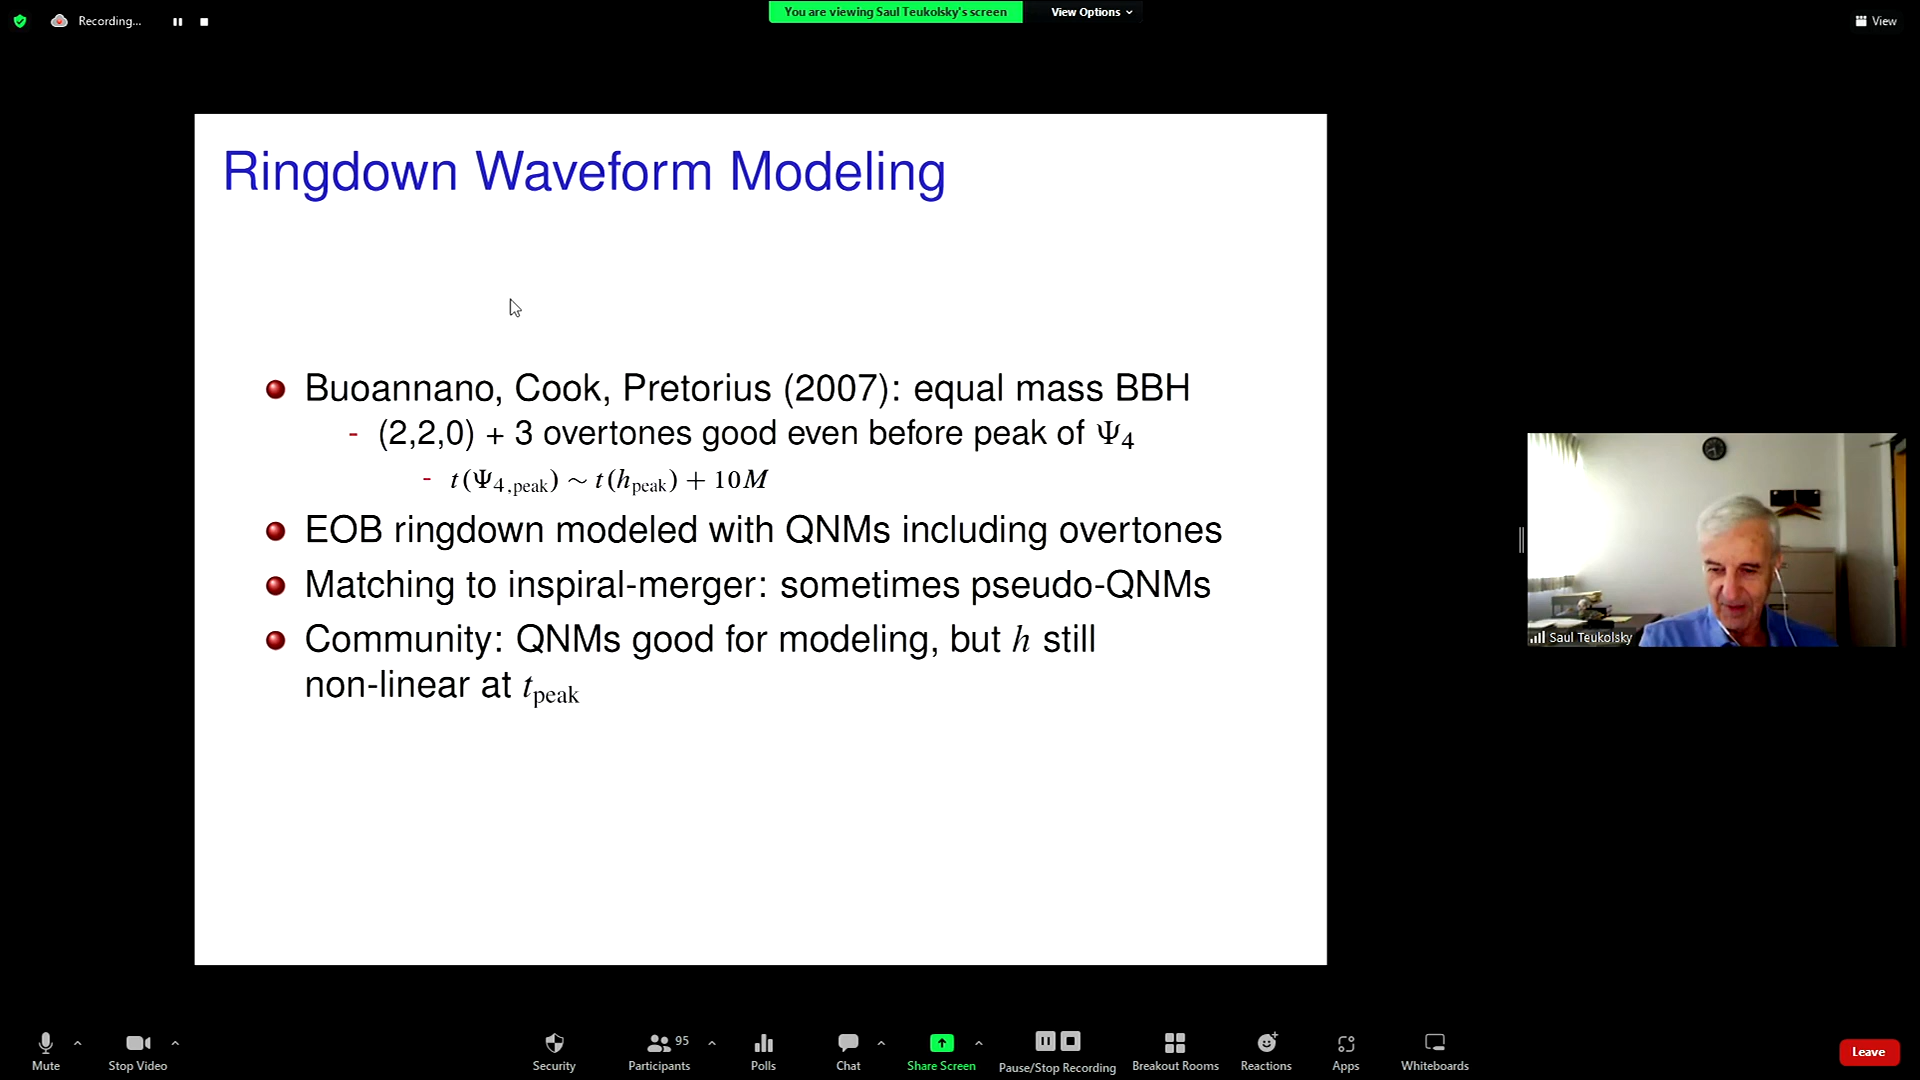 Recording...
You are viewing Saul Teukolsky's screen
View Options
View
Ringdown Waveform Modeling
Buoannano, Cook, Pretorius (2007): equal mass BBH
- (2,2,0) + 3 overtones good even before peak of Ψ4
- t(Ψ4,peak) ~ t(hpeak) + 10M
EOB ringdown modeled with QNMs including overtones
Matching to inspiral-merger: sometimes pseudo-QNMs
Community: QNMs good for modeling, but h still
non-linear at tpeak
Saul Teukolsky
Mute
Stop Video
Security
Participants 95
Polls
Chat
Share Screen
Pause/Stop Recording
Breakout Rooms
Reactions
Apps
Whiteboards
Leave